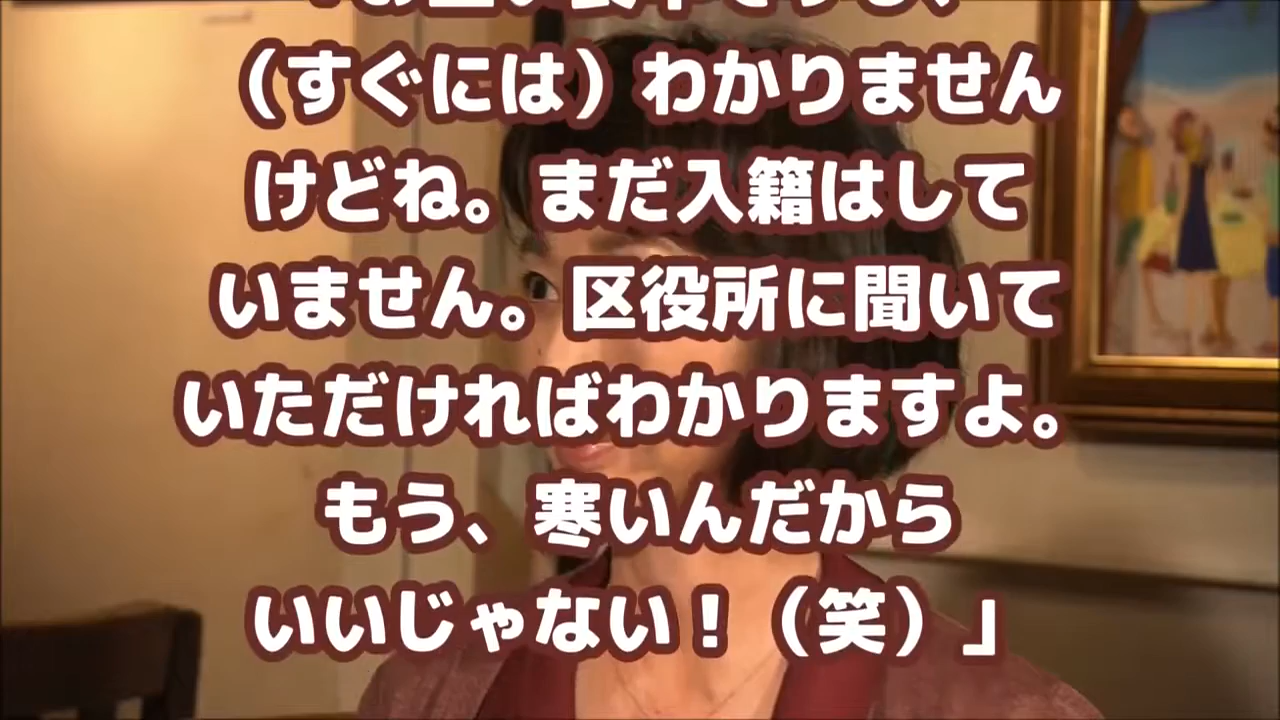 （すぐには）わかりません
けどね。まだ入籍はして
いません。区役所に聞いて
いただければわかりますよ。
もう、寒いんだから
いいじゃない！（笑）」